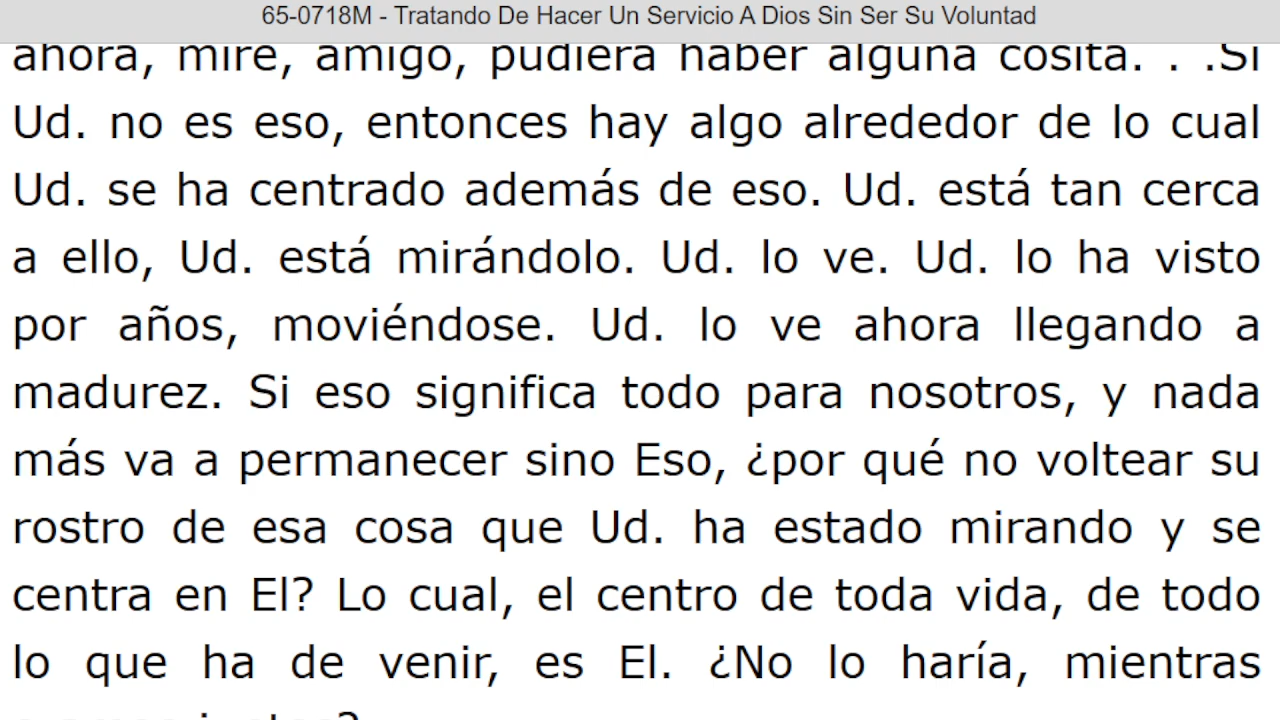 65-0718M - Tratando De Hacer Un Servicio A Dios Sin Ser Su Voluntad
ahora, mire, amigo, pudiera haber alguna cosita. . .Si
Ud. no es eso, entonces hay algo alrededor de lo cual
Ud. se ha centrado además de eso. Ud. está tan cerca
a ello, Ud. está mirándolo. Ud. lo ve. Ud. lo ha visto
por años, moviéndose. Ud. lo ve ahora llegando a
madurez. Si eso significa todo para nosotros, y nada
más va a permanecer sino Eso, ¿por qué no voltear su
rostro de esa cosa que Ud. ha estado mirando y se
centra en El? Lo cual, el centro de toda vida, de todo
lo que ha de venir, es El. ¿No lo haría, mientras